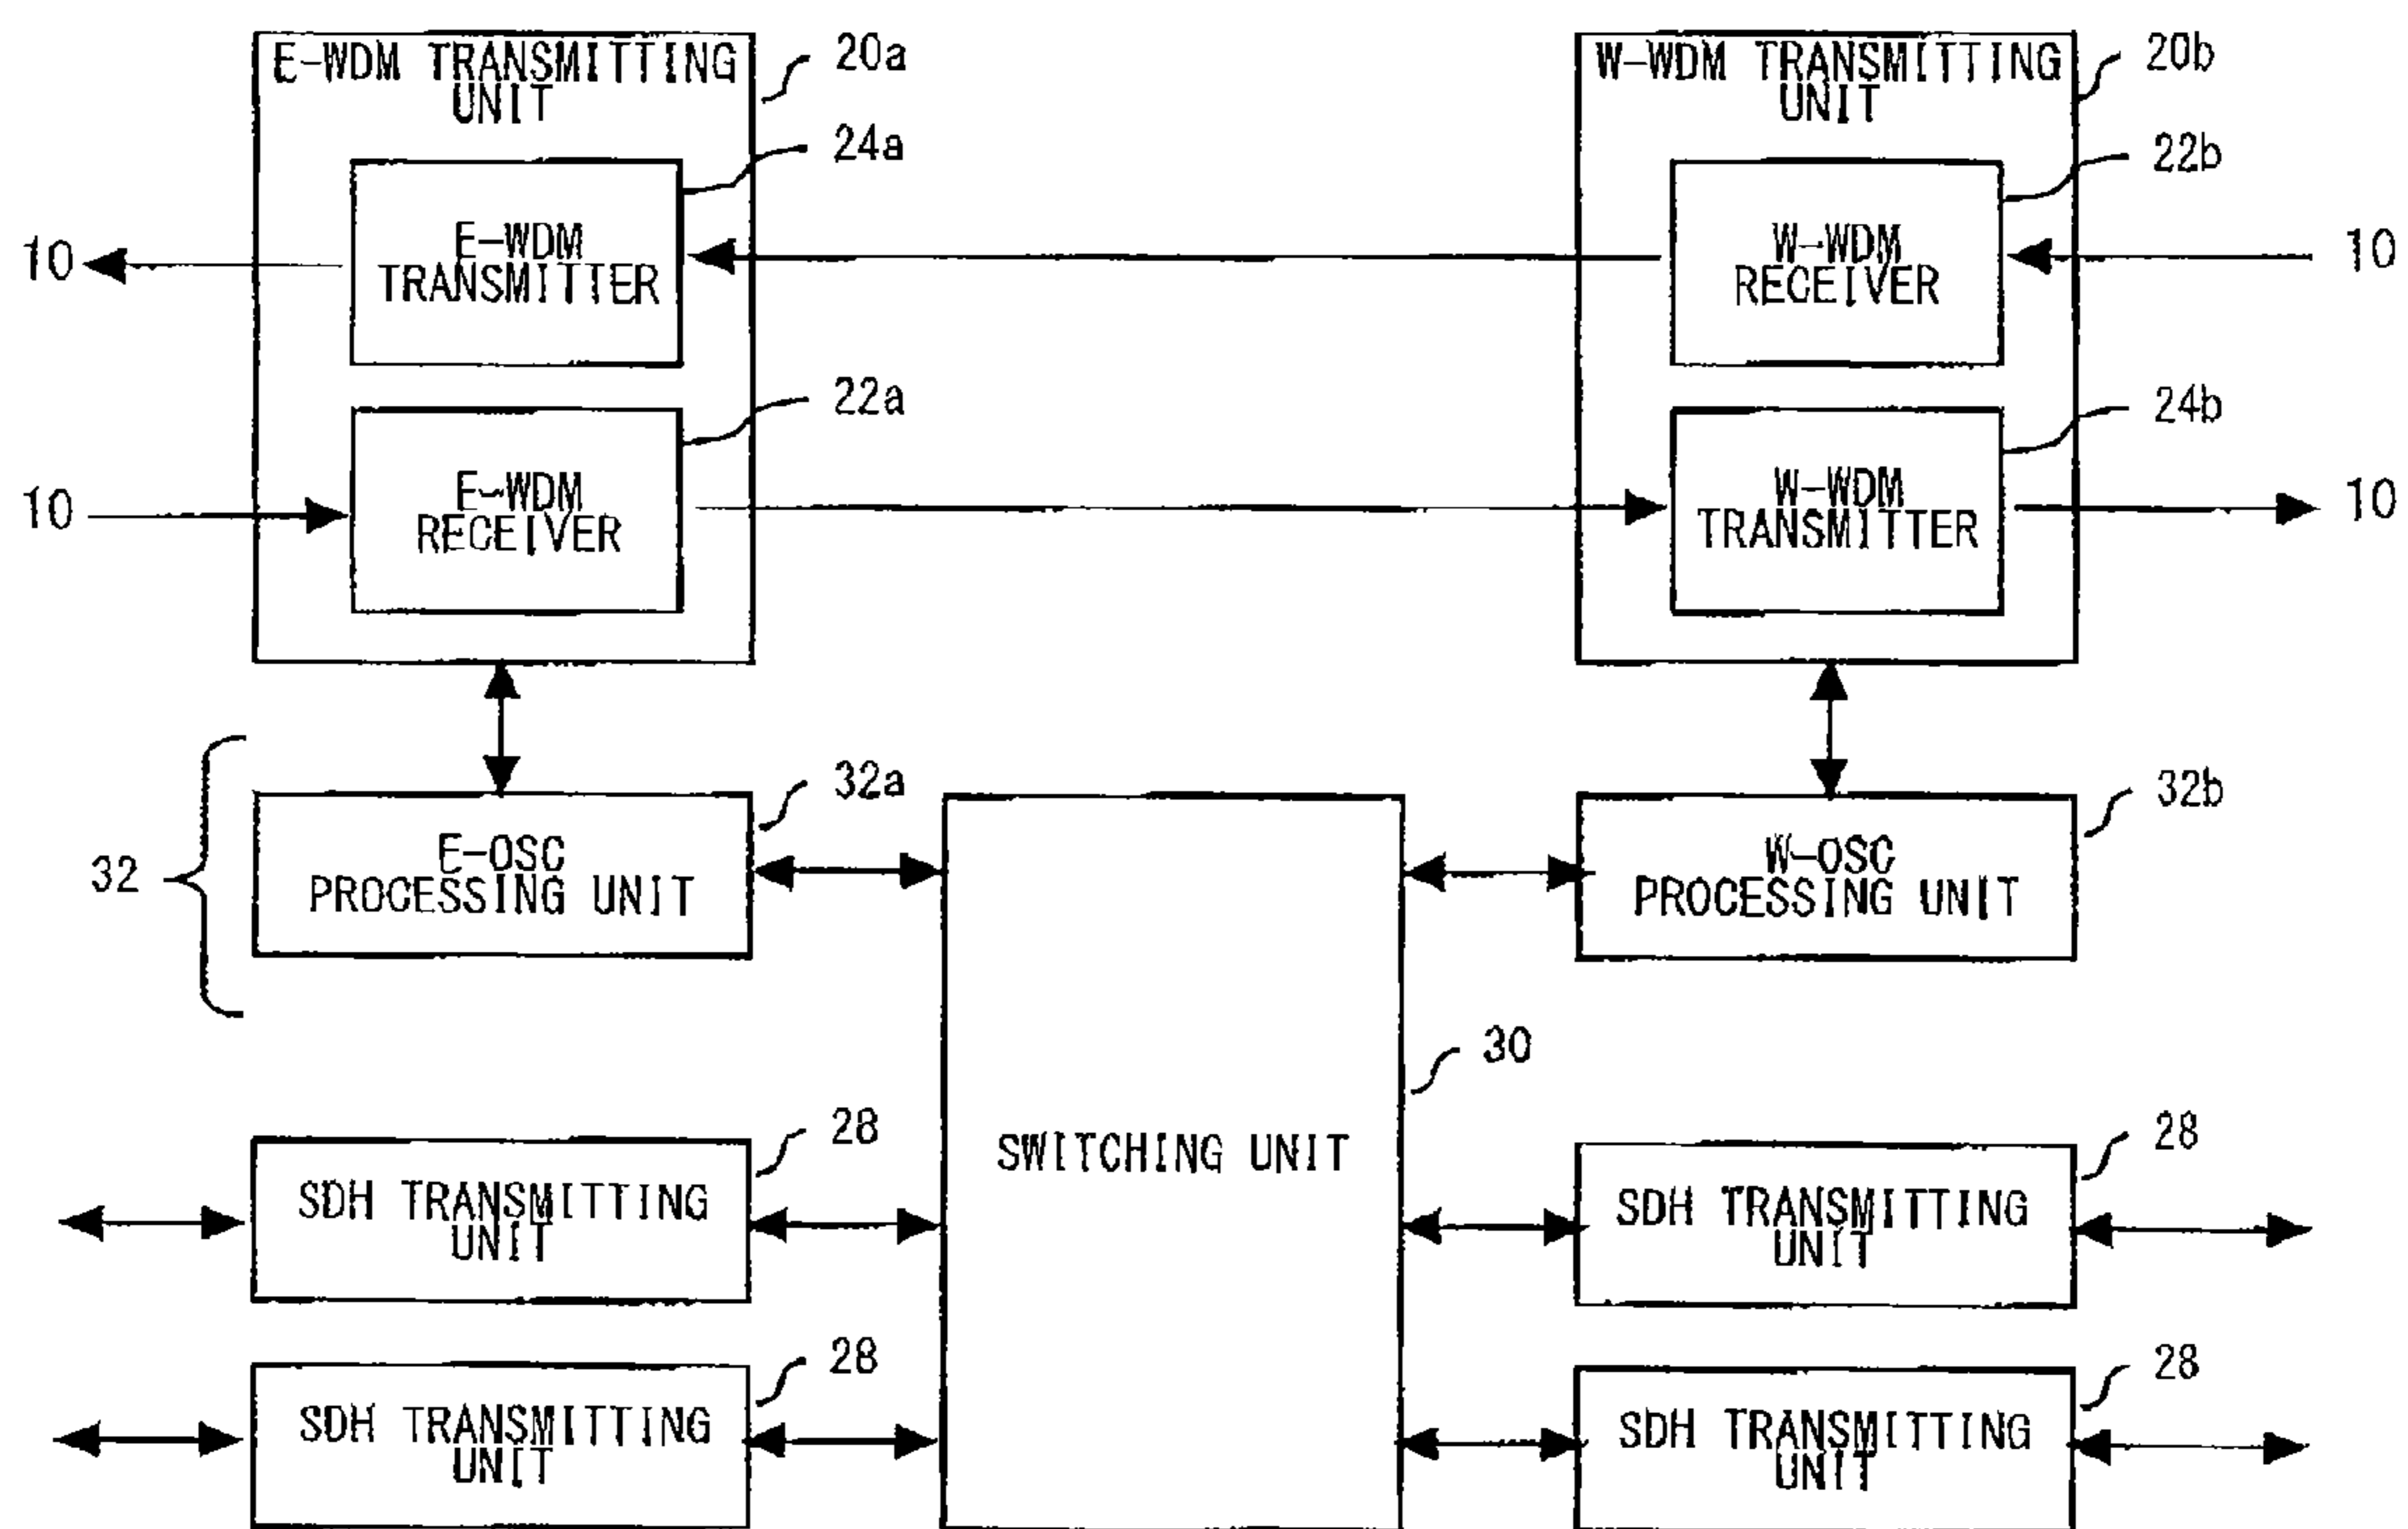 E-WDM TRANSMITTING
UNIT
20a
W-WDM TRANSMITTING
UNIT
20b
24a
22b
10
E-WDM
TRANSMITTER
W-WDM
RECEIVER
10
22a
24b
10
E-WDM
RECEIVER
W-WDM
TRANSMITTER
10
32
32a
E-OSC
PROCESSING UNIT
32b
W-OSC
PROCESSING UNIT
30
SWITCHING UNIT
28
SDH TRANSMITTING
UNIT
28
SDH TRANSMITTING
UNIT
28
SDH TRANSMITTING
UNIT
28
SDH TRANSMITTING
UNIT